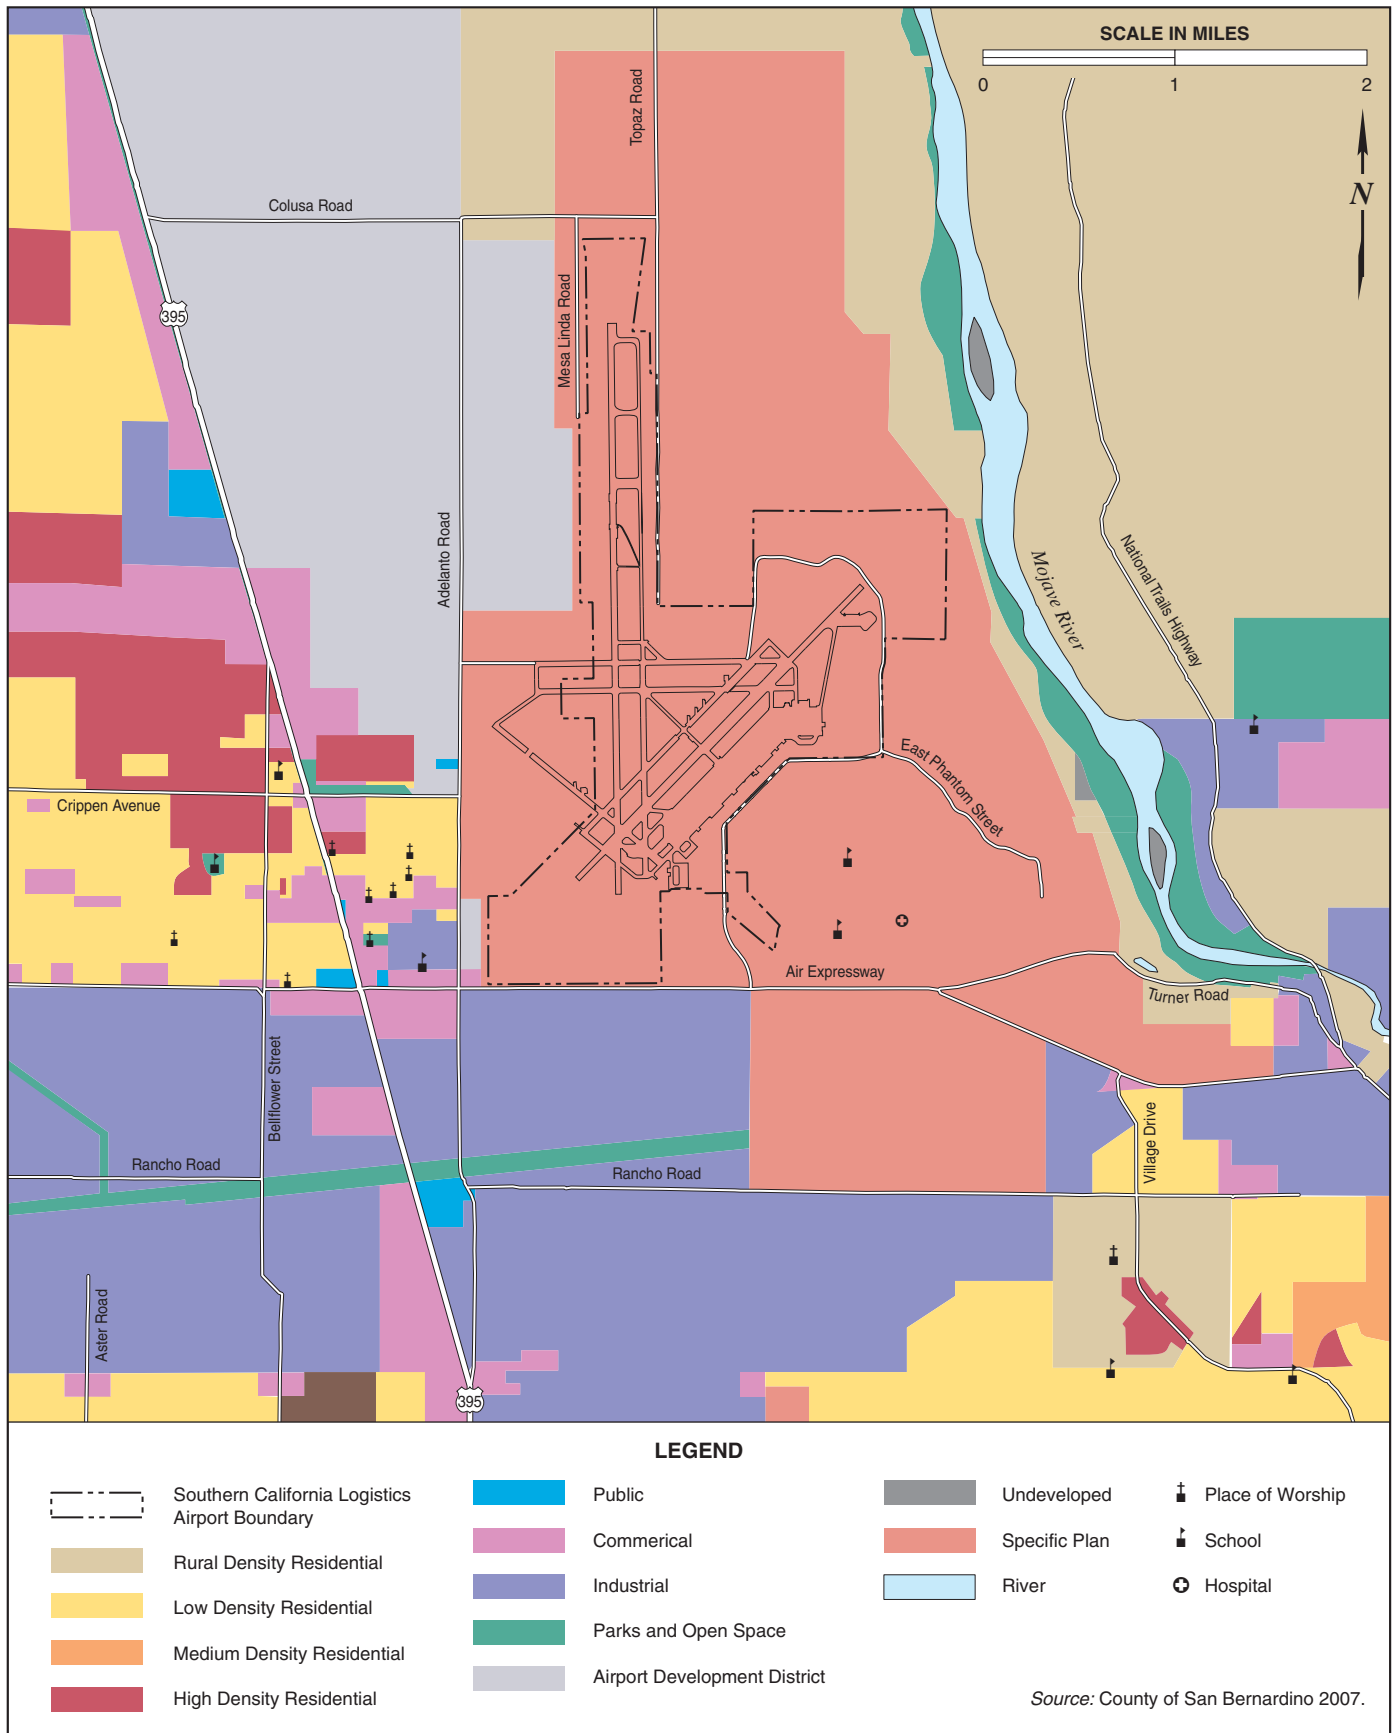 SCALE IN MILES
0 1 2
N
Topaz Road
Colusa Road
395
Mesa Linda Road
Adelanto Road
Mojave River
National Trails Highway
Crippen Avenue
East Phantom Street
Air Expressway
Turner Road
Bellflower Street
Village Drive
Rancho Road
Rancho Road
Aster Road
395
LEGEND
Southern California Logistics
Airport Boundary
Rural Density Residential
Low Density Residential
Medium Density Residential
High Density Residential
Public
Commerical
Industrial
Parks and Open Space
Airport Development District
Undeveloped
Specific Plan
River
Place of Worship
School
Hospital
Source: County of San Bernardino 2007.